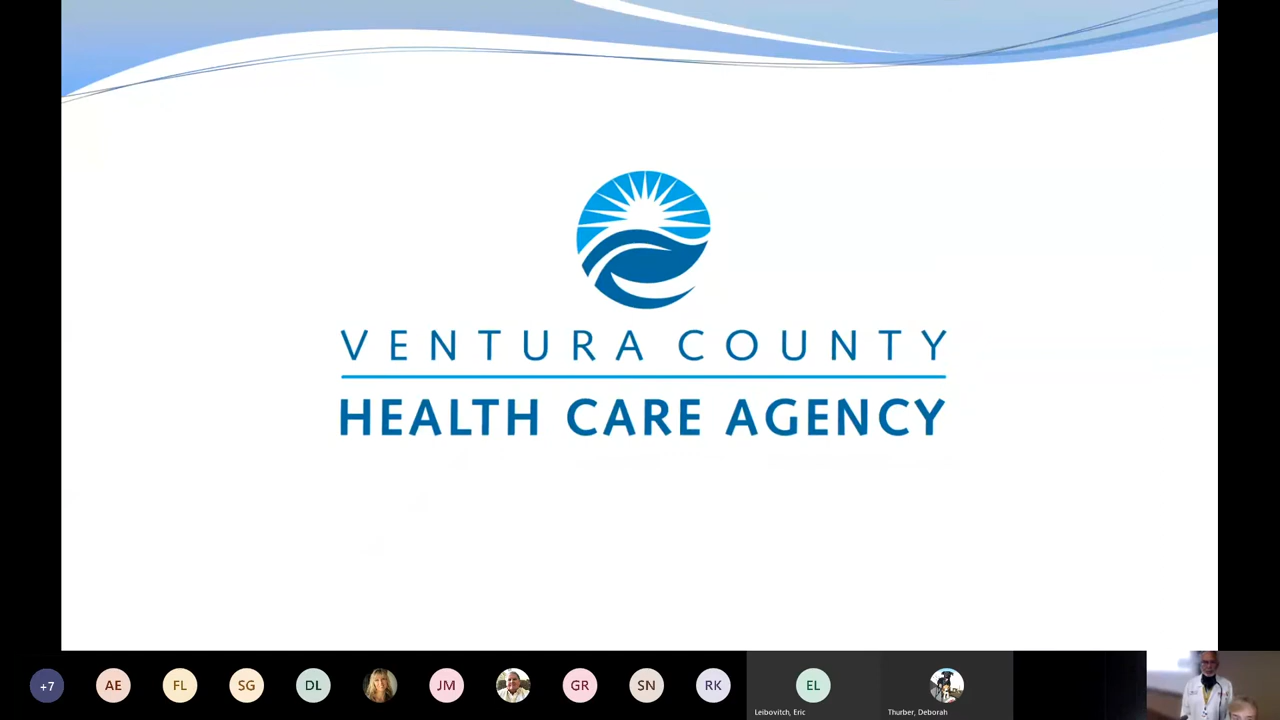 VENTURA COUNTY
HEALTH CARE AGENCY
+7
AE
FL
SG
DL
JM
GR
SN
RK
EL
Leibovitch, Eric
Thurber, Deborah